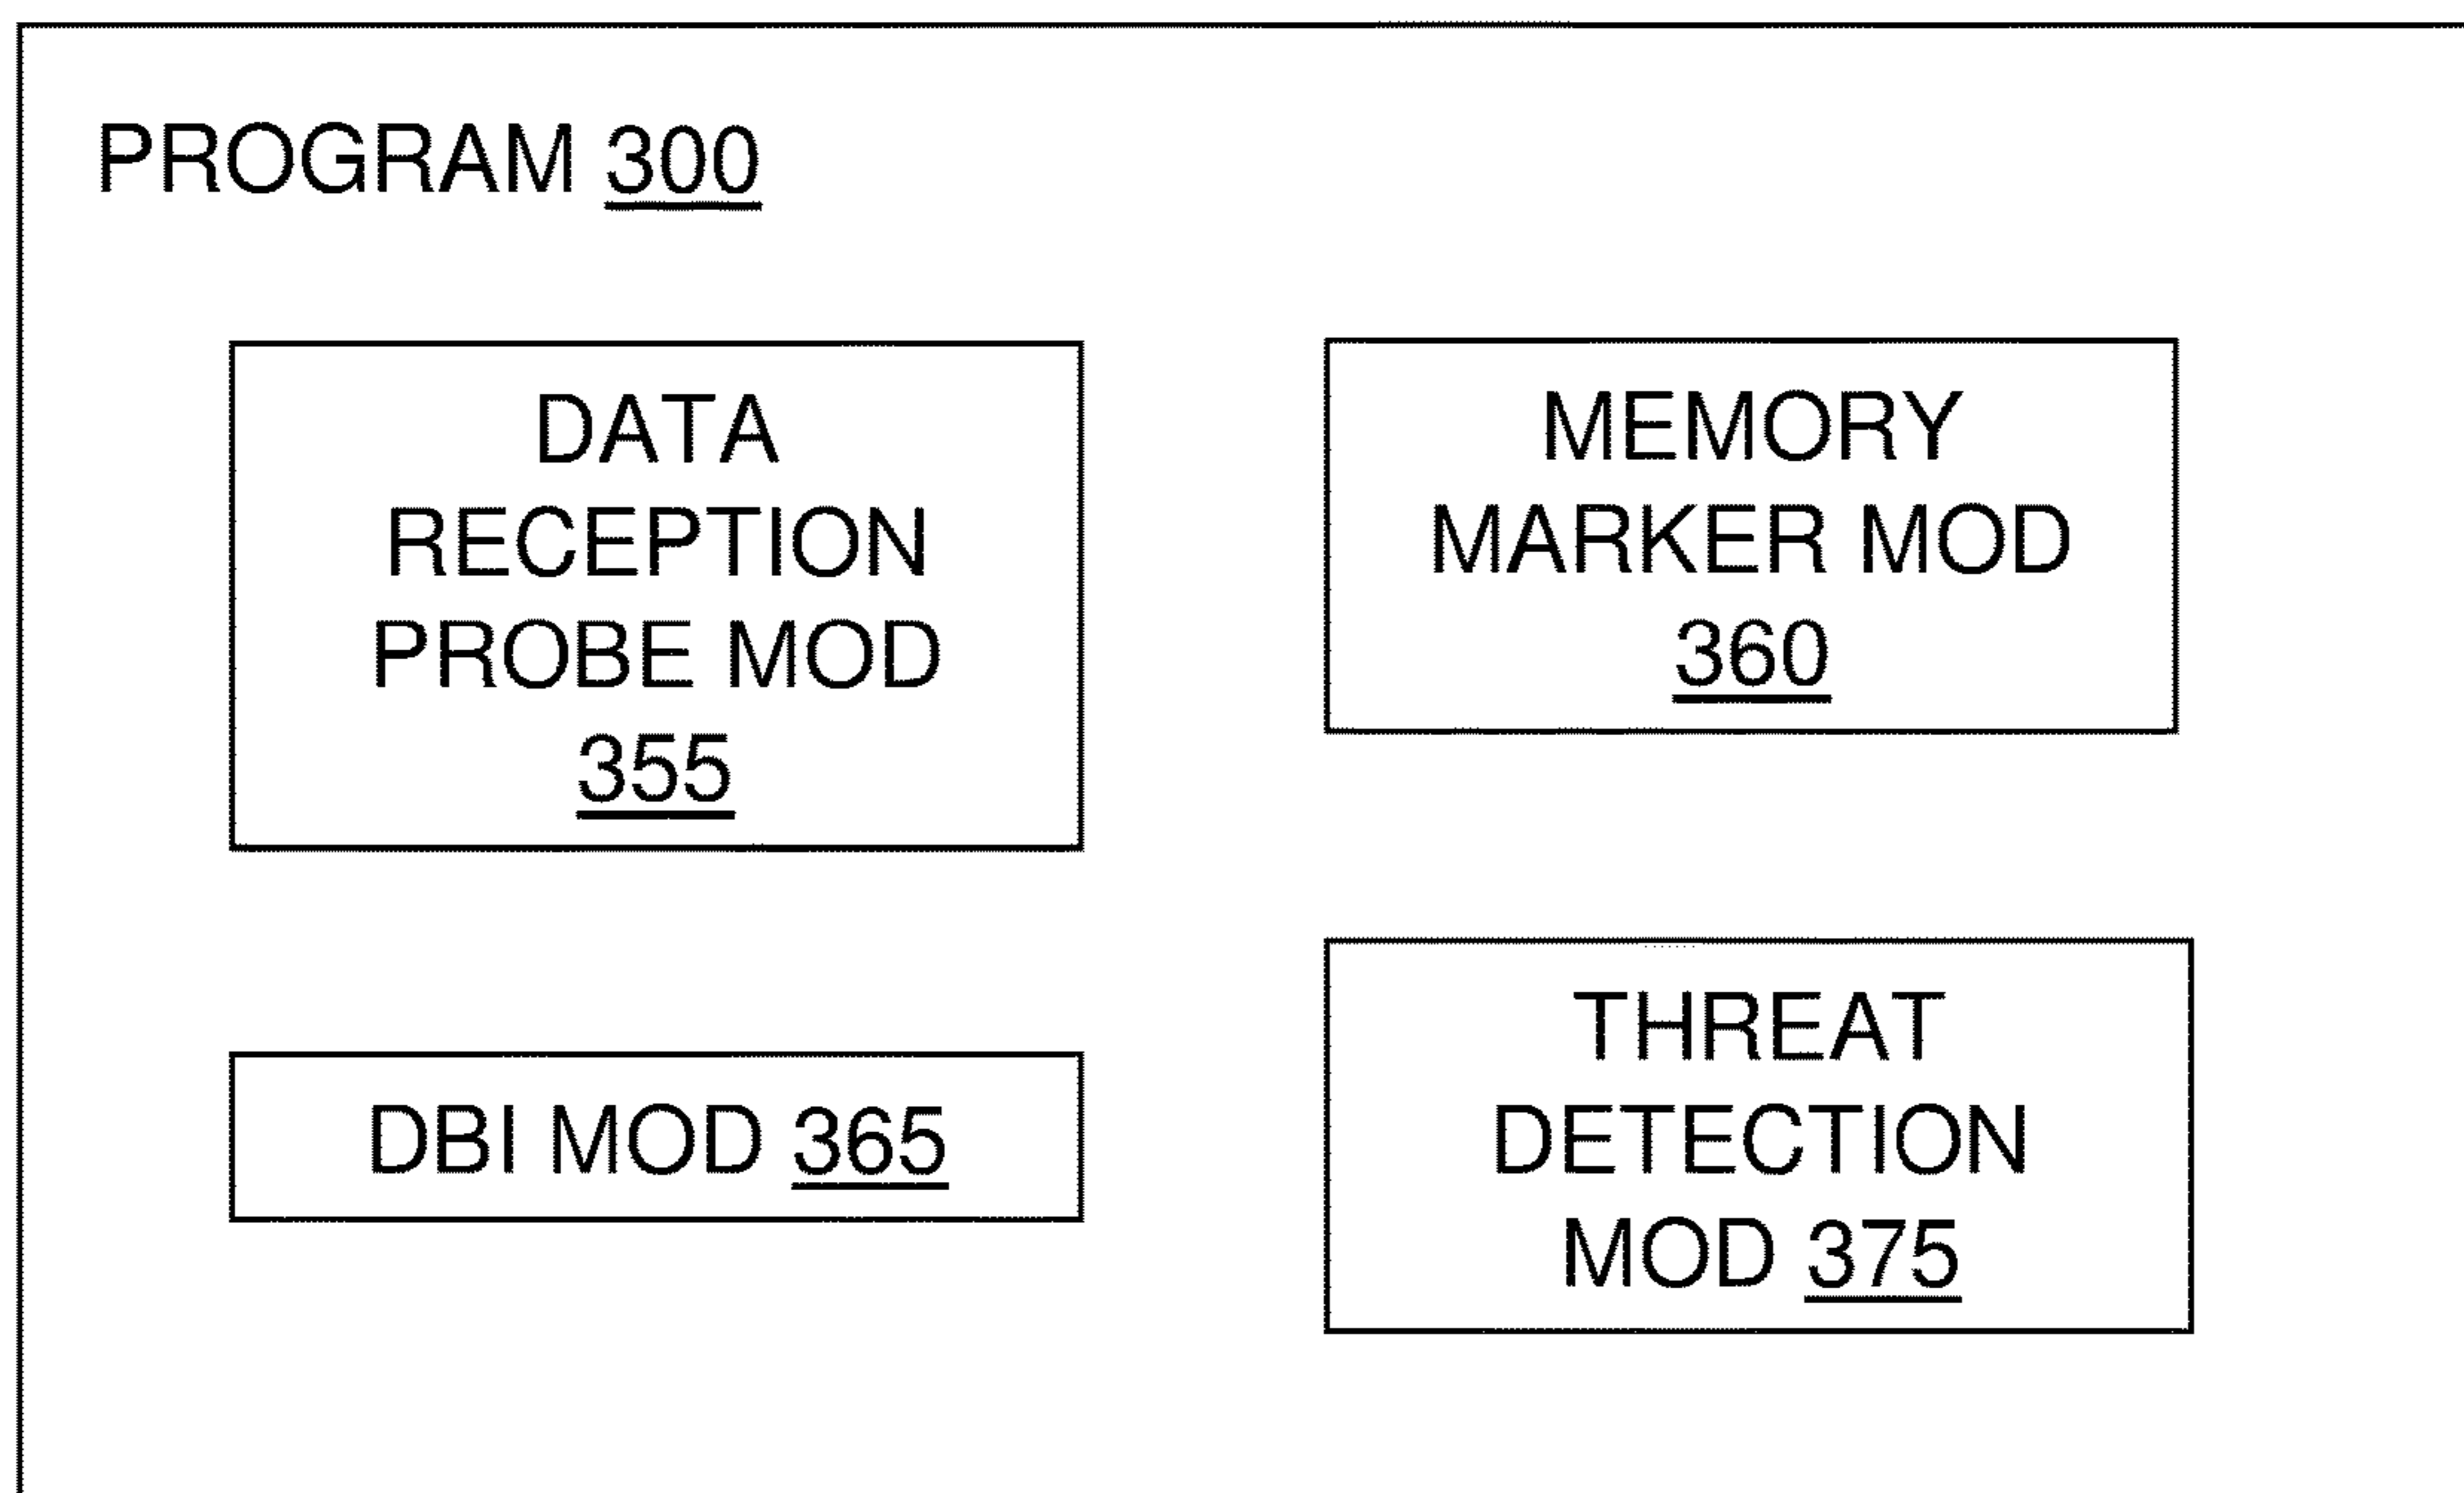 PROGRAM 300
DATA
RECEPTION
PROBE MOD
355
MEMORY
MARKER MOD
360
DBI MOD 365
THREAT
DETECTION
MOD 375